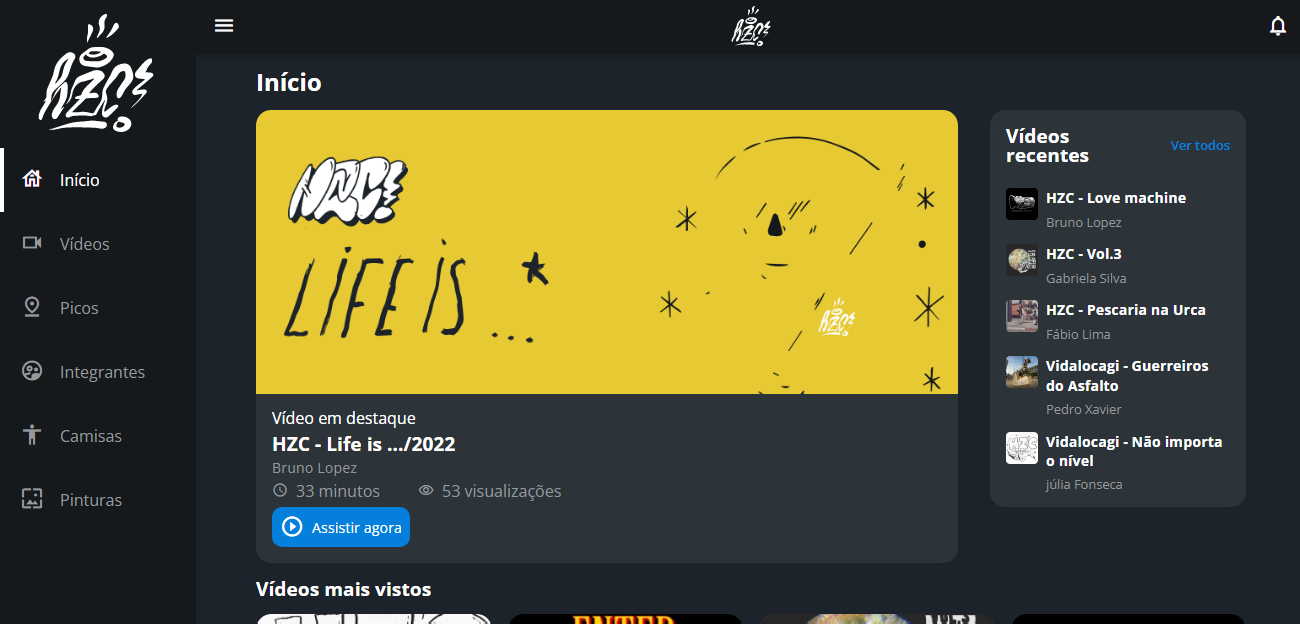 HZC!
HZC!
Início
Início
Vídeos
Picos
Integrantes
Camisas
Pinturas
HZC!
LIFE IS ...
HZC!
Vídeo em destaque
HZC - Life is .../2022
Bruno Lopez
33 minutos
53 visualizações
Assistir agora
Vídeos recentes
Ver todos
HZC - Love machine
Bruno Lopez
HZC - Vol.3
Gabriela Silva
HZC - Pescaria na Urca
Fábio Lima
Vidalocagi - Guerreiros
do Asfalto
Pedro Xavier
Vidalocagi - Não importa
o nível
júlia Fonseca
Vídeos mais vistos
ENTER